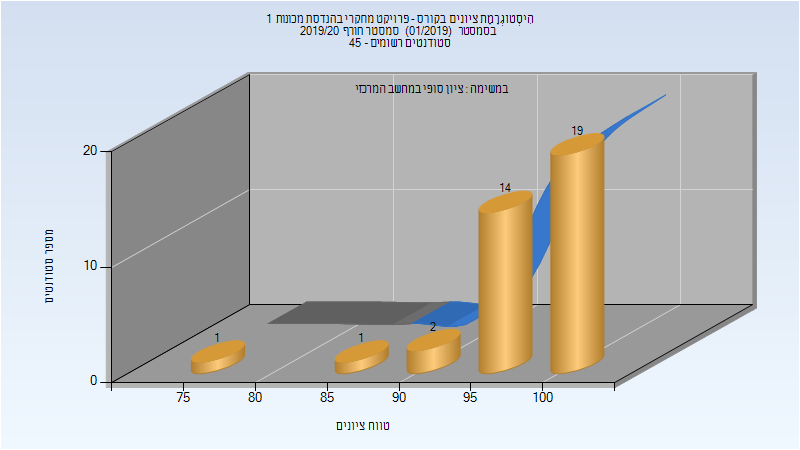 הִיסְטוֹגְרָמַת ציונים בקורס - פרויקט מחקרי בהנדסת מכונות 1
בסמסטר (01/2019) סמסטר חורף 2019/20
סטודנטים רשומים - 45
במשימה : ציון סופי במחשב המרכזי
מספר סטודנטים
20
10
0
1
1
2
14
19
75
80
85
90
95
100
טווח ציונים